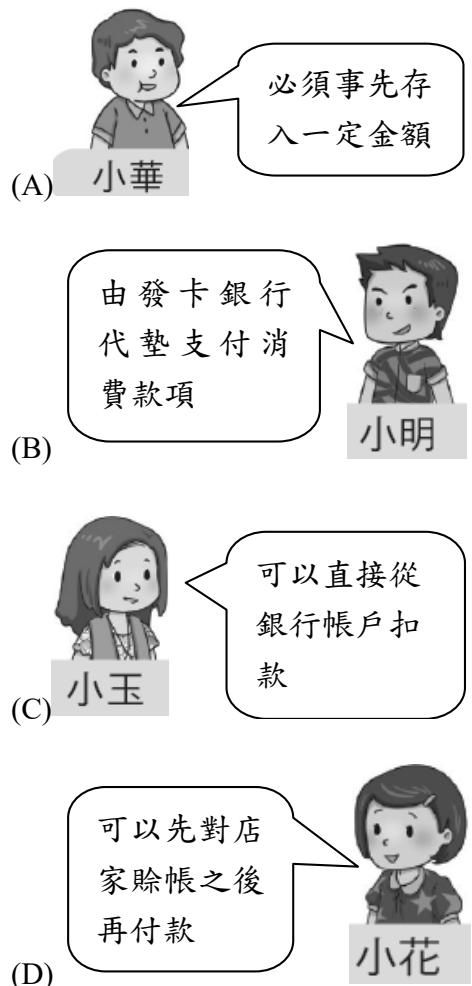 必須事先存
入一定金額
(A) 小華
由發卡銀行
代墊支付消
費款項
(B) 小明
可以直接從
銀行帳戶扣
款
(C) 小玉
可以先對店
家賒帳之後
再付款
(D) 小花